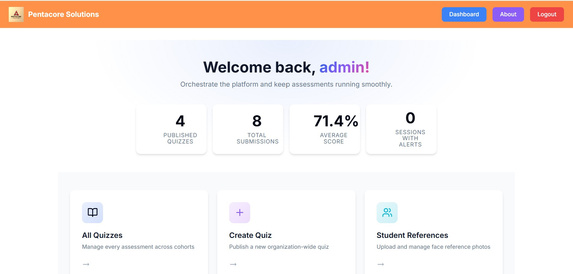 Pentacore Solutions
Dashboard About Logout
Welcome back, admin!
Orchestrate the platform and keep assessments running smoothly.
4
PUBLISHED
QUIZZES
8
TOTAL
SUBMISSIONS
71.4%
AVERAGE
SCORE
0
SESSIONS
WITH
ALERTS
All Quizzes
Manage every assessment across cohorts
→
Create Quiz
Publish a new organization-wide quiz
→
Student References
Upload and manage face reference photos
→